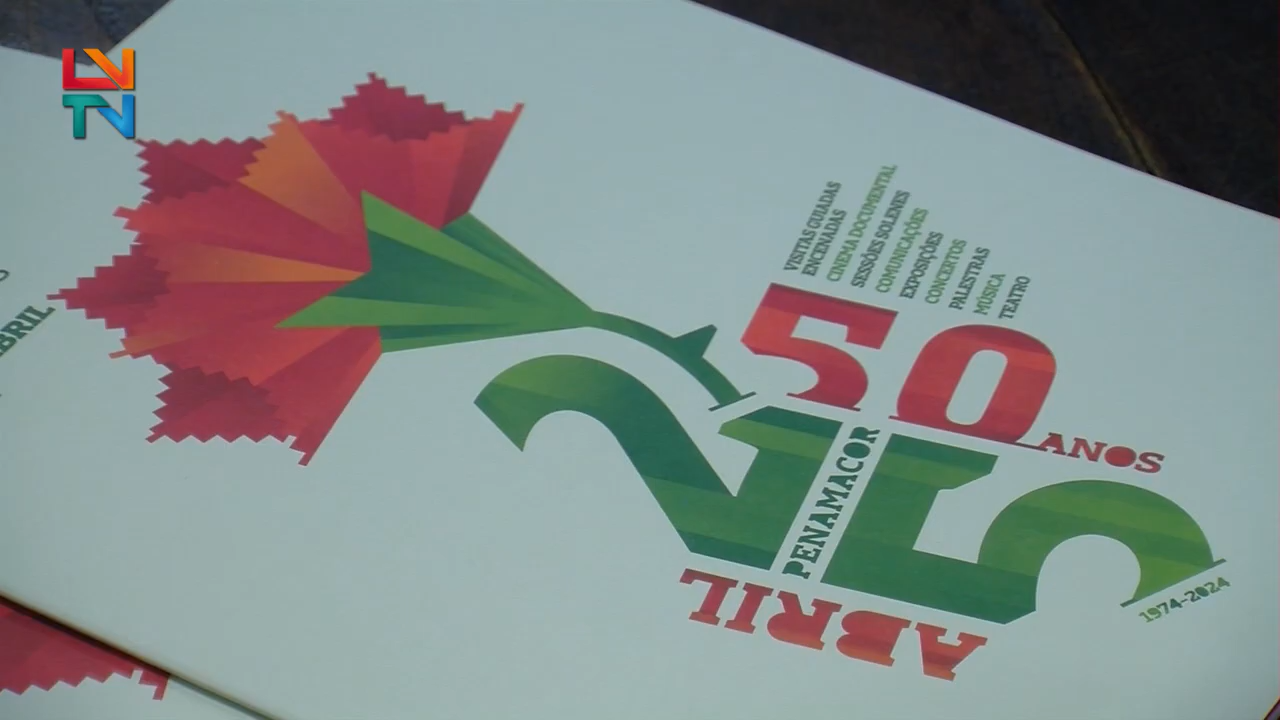 LVTN
VISITAS GUIADAS
ENCENADAS
CINEMA DOCUMENTAL
SESSÕES SOLENES
COMUNICAÇÕES
EXPOSIÇÕES
CONCERTOS
PALESTRAS
MÚSICA
TEATRO
50
ANOS
25
PENAMACOR
ABRIL
1974-2024